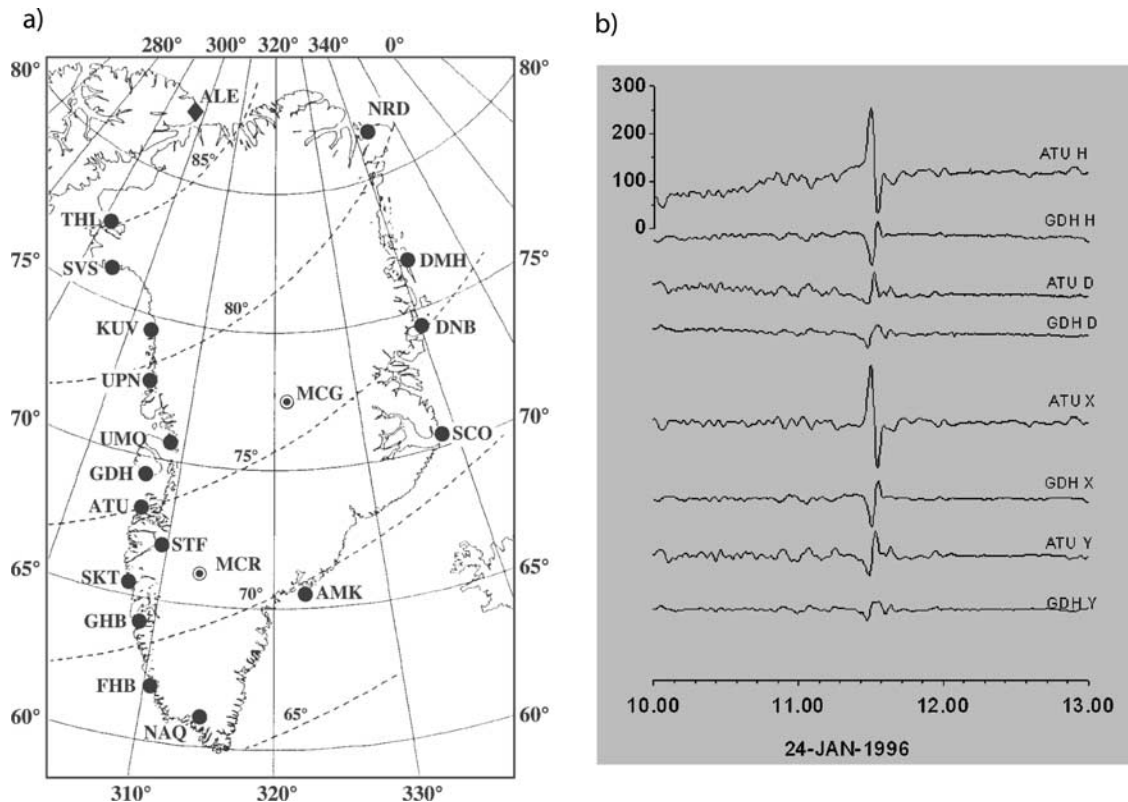 a)
280° 300° 320° 340° 0°
80° 80°
ALE
NRD
85°
THI
75° 75°
SVS
DMH
80°
KUV
DNB
UPN
MCG
70° 70°
UMQ
SCO
75°
GDH
ATU
STF
65° 65°
MCR
SKT
70°
AMK
GHB
FHB
60° 60°
NAQ
65°
310° 320° 330°
b)
300
200
100
0
ATU H
GDH H
ATU D
GDH D
ATU X
GDH X
ATU Y
GDH Y
10.00 11.00 12.00 13.00
24-JAN-1996